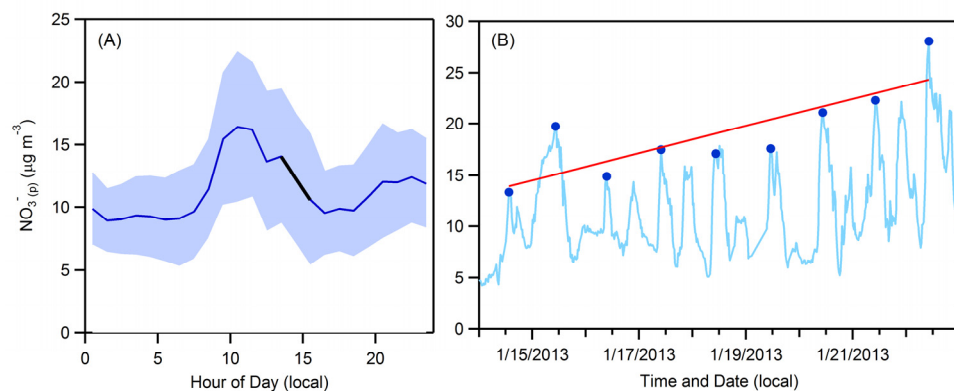 (A)
25
20
15
10
5
0
NO₃⁻(p) (µg m⁻³)
0 5 10 15 20
Hour of Day (local)
(B)
30
25
20
15
10
5
0
1/15/2013 1/17/2013 1/19/2013 1/21/2013
Time and Date (local)